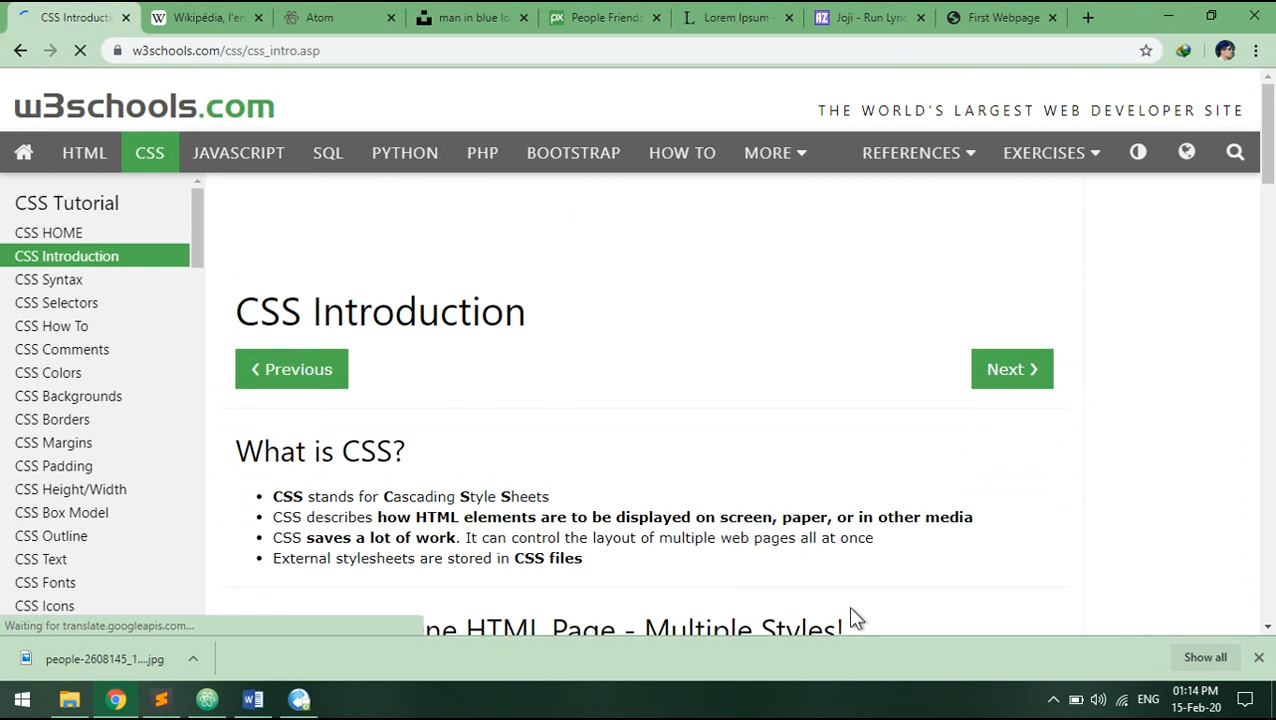 CSS Introducti
Wikipédia, l'en
Atom
man in blue lo
People Friends
Lorem Ipsum -
Joji - Run Lyric
First Webpage
w3schools.com/css/css_intro.asp
w3schools.com
THE WORLD'S LARGEST WEB DEVELOPER SITE
HTML CSS JAVASCRIPT SQL PYTHON PHP BOOTSTRAP HOW TO MORE REFERENCES EXERCISES
CSS Tutorial
CSS HOME
CSS Introduction
CSS Syntax
CSS Selectors
CSS How To
CSS Comments
CSS Colors
CSS Backgrounds
CSS Borders
CSS Margins
CSS Padding
CSS Height/Width
CSS Box Model
CSS Outline
CSS Text
CSS Fonts
CSS Icons
CSS Introduction
❮ Previous
Next ❯
What is CSS?
• CSS stands for Cascading Style Sheets
• CSS describes how HTML elements are to be displayed on screen, paper, or in other media
• CSS saves a lot of work. It can control the layout of multiple web pages all at once
• External stylesheets are stored in CSS files
ne HTML Page - Multiple Styles!
Waiting for translate.googleapis.com...
people-2608145_1....jpg
Show all
ENG
01:14 PM
15-Feb-20